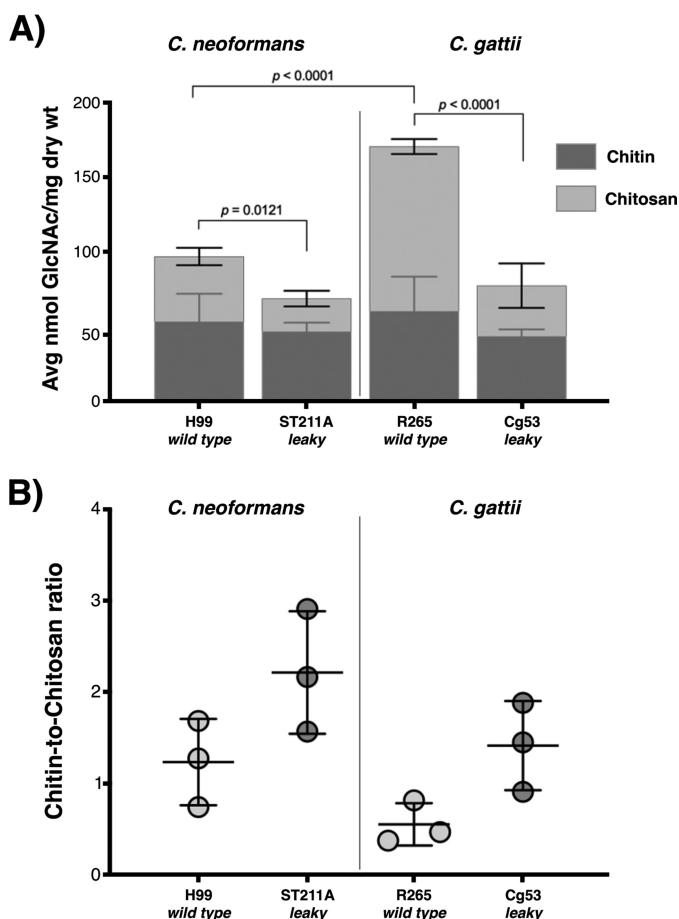 A)
C. neoformans C. gattii
p < 0.0001
p < 0.0001
p = 0.0121
Chitin
Chitosan
Avg nmol GlcNAc/mg dry wt
200
150
100
50
0
H99 ST211A R265 Cg53
wild type leaky wild type leaky
B)
C. neoformans C. gattii
Chitin-to-Chitosan ratio
4
3
2
1
0
H99 ST211A R265 Cg53
wild type leaky wild type leaky